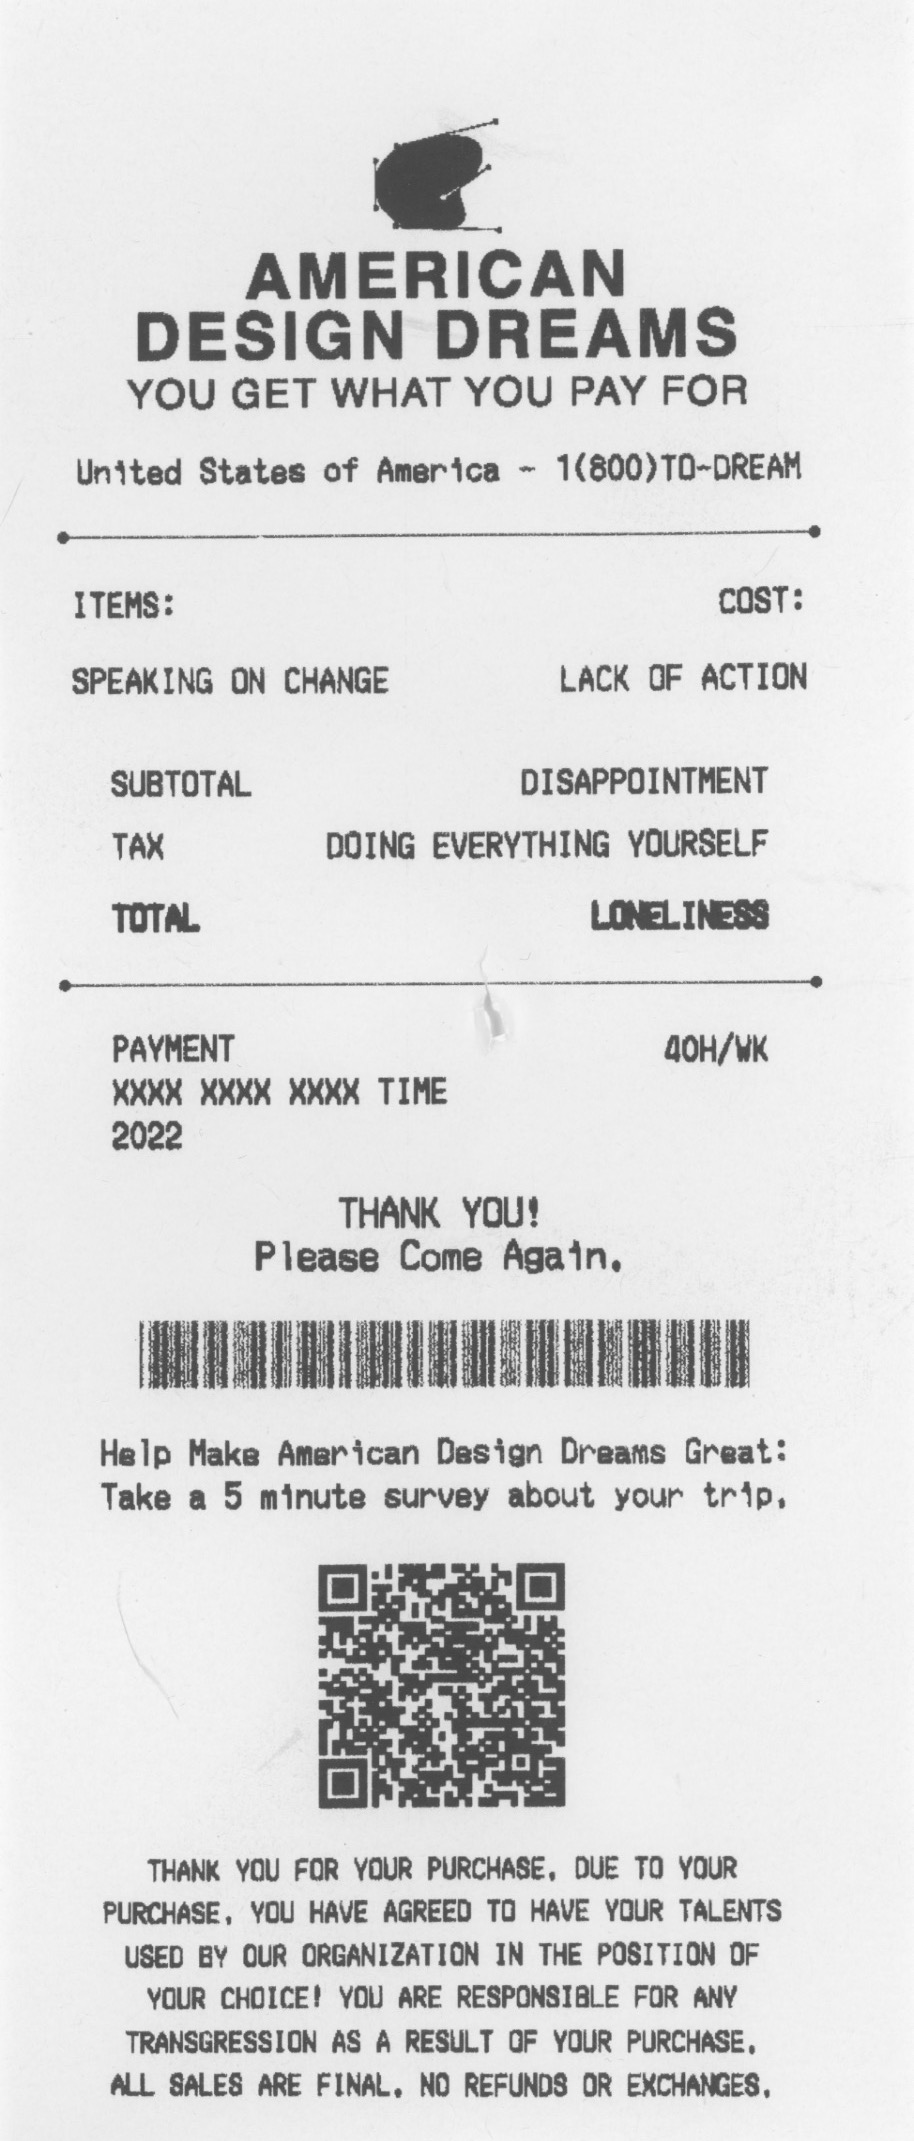 AMERICAN
DESIGN DREAMS
YOU GET WHAT YOU PAY FOR
United States of America - 1(800)TO-DREAM
ITEMS: COST:
SPEAKING ON CHANGE LACK OF ACTION
SUBTOTAL DISAPPOINTMENT
TAX DOING EVERYTHING YOURSELF
TOTAL LONELINESS
PAYMENT 40H/WK
XXXX XXXX XXXX TIME
2022
THANK YOU!
Please Come Again.
Help Make American Design Dreams Great:
Take a 5 minute survey about your trip.
THANK YOU FOR YOUR PURCHASE. DUE TO YOUR
PURCHASE, YOU HAVE AGREED TO HAVE YOUR TALENTS
USED BY OUR ORGANIZATION IN THE POSITION OF
YOUR CHOICE! YOU ARE RESPONSIBLE FOR ANY
TRANSGRESSION AS A RESULT OF YOUR PURCHASE.
ALL SALES ARE FINAL. NO REFUNDS OR EXCHANGES.